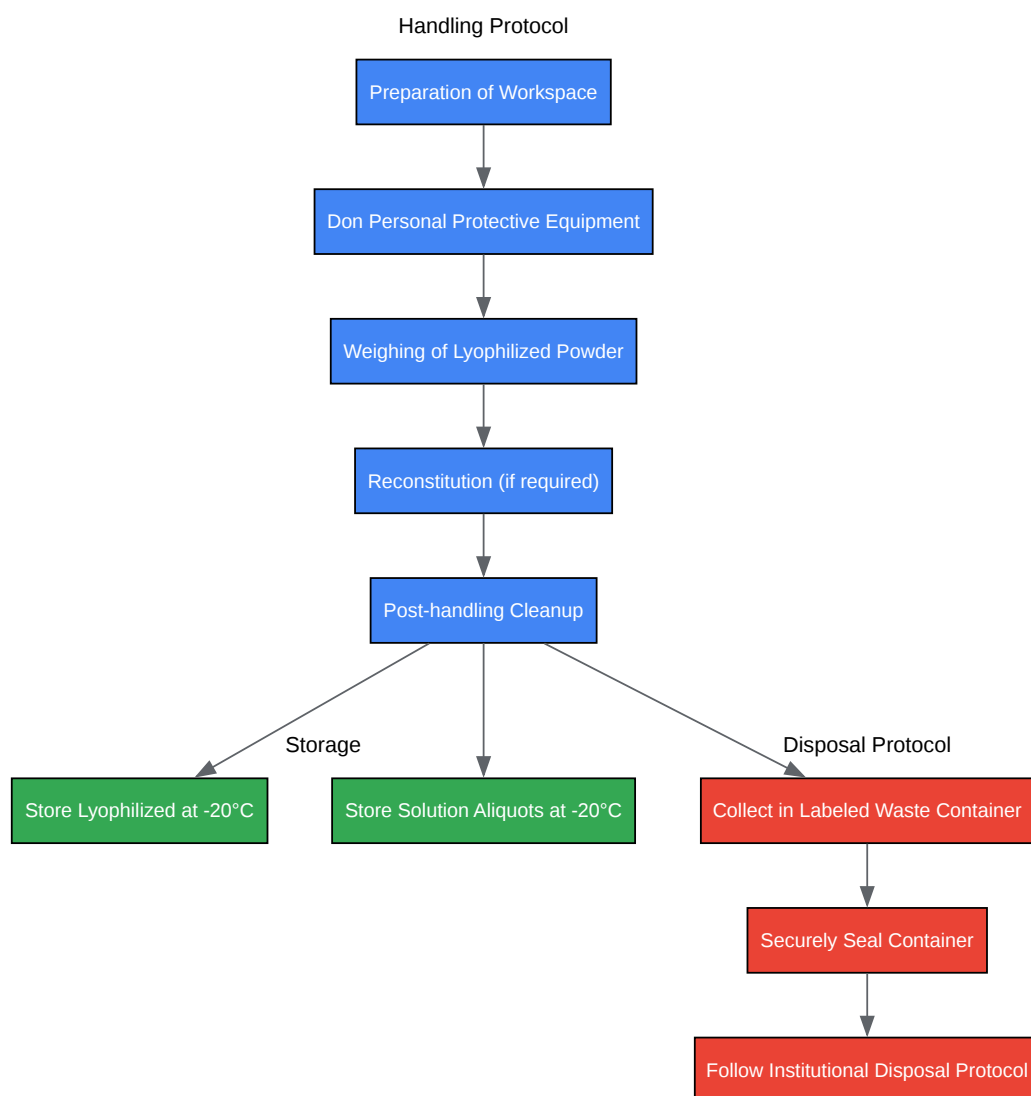 Handling Protocol
Preparation of Workspace
Don Personal Protective Equipment
Weighing of Lyophilized Powder
Reconstitution (if required)
Post-handling Cleanup
Storage
Disposal Protocol
Store Lyophilized at -20°C
Store Solution Aliquots at -20°C
Collect in Labeled Waste Container
Securely Seal Container
Follow Institutional Disposal Protocol